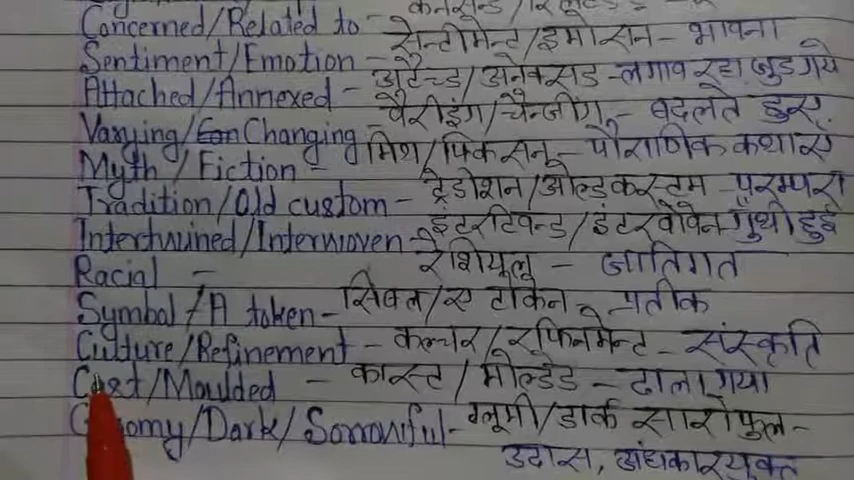 Concerned/Related to - कनसर्न्ड/रिलेटेड -
Sentiment/Emotion - सेन्टीमेन्ट/इमोशन - भावना
Attached/Annexed - अटैच्ड/अनेक्सड - लगाव रहा, जुड़ गये
Varying/Changing - वैरीइंग/चेन्जींग - बदलते हुए
Myth/Fiction - मिथ/फिक्शन - पौराणिक कथाएं
Tradition/Old custom - ट्रेडीशन/ओल्ड कस्टम - परम्परा
Intertwined/Interwoven - इंटरटिवन्ड/इंटरवोवेन - गुंथी हुई
Racial - रेशियल - जातिगत
Symbol/A token - सिंबल/ए टोकन - प्रतीक
Culture/Refinement - कल्चर/रफिनमेन्ट - संस्कृति
Cast/Moulded - कास्ट/मोल्डेड - ढाला गया
/Dark/Sorrowful - ग्लूमी/डार्क सारोफुल -
उदास, अंधकारयुक्त